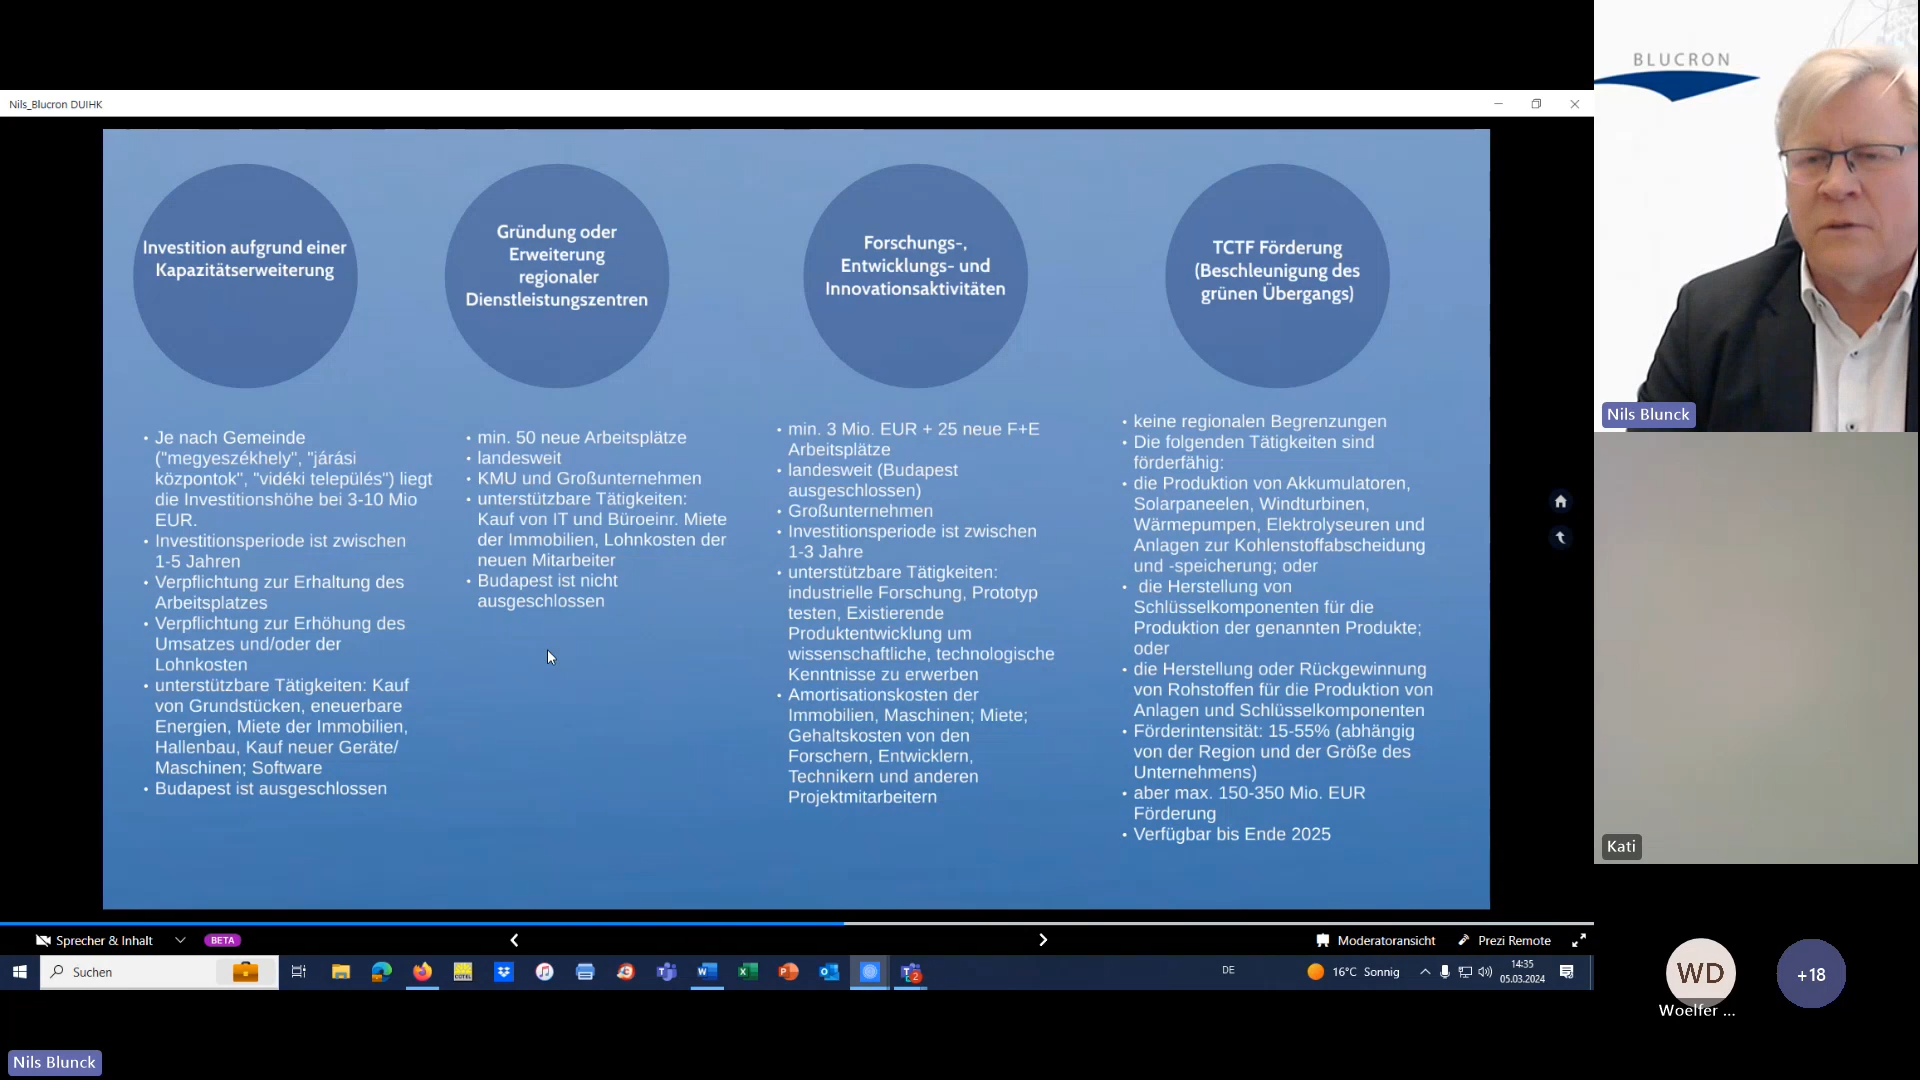 Nils_Blucron DUIHK
Investition aufgrund einer
Kapazitätserweiterung
Je nach Gemeinde
("megyeszékhely", "járási
központok", "vidéki település") liegt
die Investitionshöhe bei 3-10 Mio
EUR.
Investitionsperiode ist zwischen
1-5 Jahren
Verpflichtung zur Erhaltung des
Arbeitsplatzes
Verpflichtung zur Erhöhung des
Umsatzes und/oder der
Lohnkosten
unterstützbare Tätigkeiten: Kauf
von Grundstücken, eneuerbare
Energien, Miete der Immobilien,
Hallenbau, Kauf neuer Geräte/
Maschinen; Software
Budapest ist ausgeschlossen
Gründung oder
Erweiterung
regionaler
Dienstleistungszentren
min. 50 neue Arbeitsplätze
landesweit
KMU und Großunternehmen
unterstützbare Tätigkeiten:
Kauf von IT und Büroeinr. Miete
der Immobilien, Lohnkosten der
neuen Mitarbeiter
Budapest ist nicht
ausgeschlossen
Forschungs-,
Entwicklungs- und
Innovationsaktivitäten
min. 3 Mio. EUR + 25 neue F+E
Arbeitsplätze
landesweit (Budapest
ausgeschlossen)
Großunternehmen
Investitionsperiode ist zwischen
1-3 Jahre
unterstützbare Tätigkeiten:
industrielle Forschung, Prototyp
testen, Existierende
Produktentwicklung um
wissenschaftliche, technologische
Kenntnisse zu erwerben
Amortisationskosten der
Immobilien, Maschinen; Miete;
Gehaltskosten von den
Forschern, Entwicklern,
Technikern und anderen
Projektmitarbeitern
TCTF Förderung
(Beschleunigung des
grünen Übergangs)
keine regionalen Begrenzungen
Die folgenden Tätigkeiten sind
förderfähig:
die Produktion von Akkumulatoren,
Solarpaneelen, Windturbinen,
Wärmepumpen, Elektrolyseuren und
Anlagen zur Kohlenstoffabscheidung
und -speicherung; oder
die Herstellung von
Schlüsselkomponenten für die
Produktion der genannten Produkte;
oder
die Herstellung oder Rückgewinnung
von Rohstoffen für die Produktion von
Anlagen und Schlüsselkomponenten
Förderintensität: 15-55% (abhängig
von der Region und der Größe des
Unternehmens)
aber max. 150-350 Mio. EUR
Förderung
Verfügbar bis Ende 2025
BLUCRON
Nils Blunck
Kati
WD
Woelfer ...
+18
Sprecher & Inhalt
BETA
Moderatoransicht
Prezi Remote
Suchen
DE
16°C Sonnig
14:35
05.03.2024
Nils Blunck